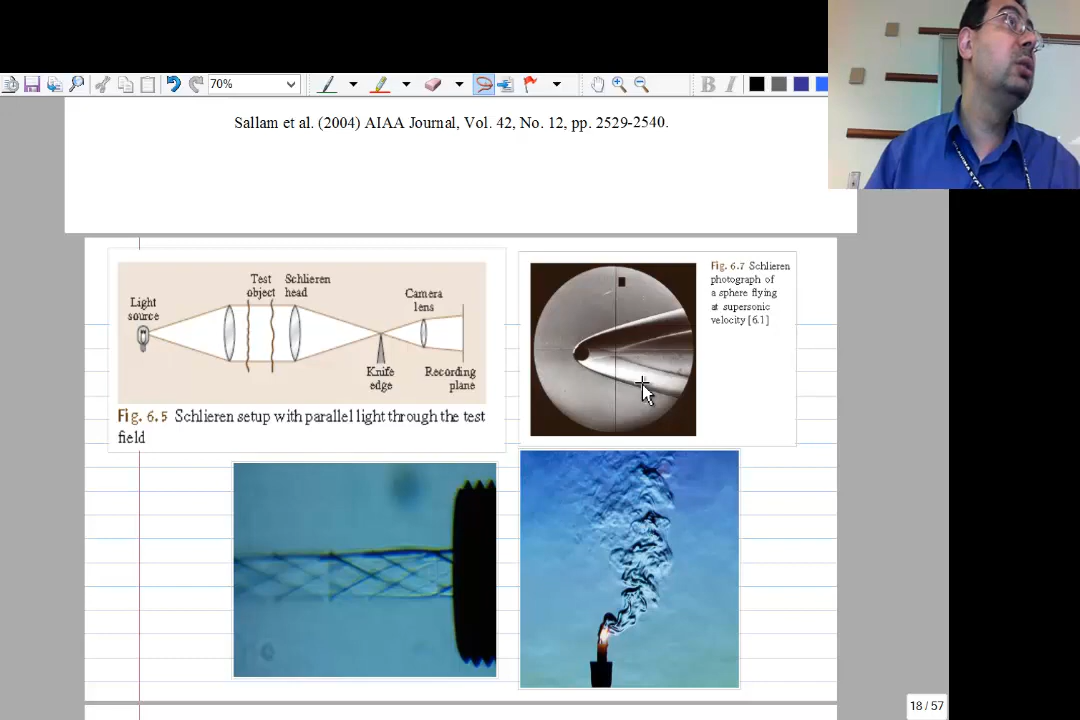 70%
B I
Sallam et al. (2004) AIAA Journal, Vol. 42, No. 12, pp. 2529-2540.
Light
source
Test
object
Schlieren
head
Camera
lens
Knife
edge
Recording
plane
Fig. 6.5 Schlieren setup with parallel light through the test
field
Fig. 6.7 Schlieren
photograph of
a sphere flying
at supersonic
velocity [6.1]
18 / 57